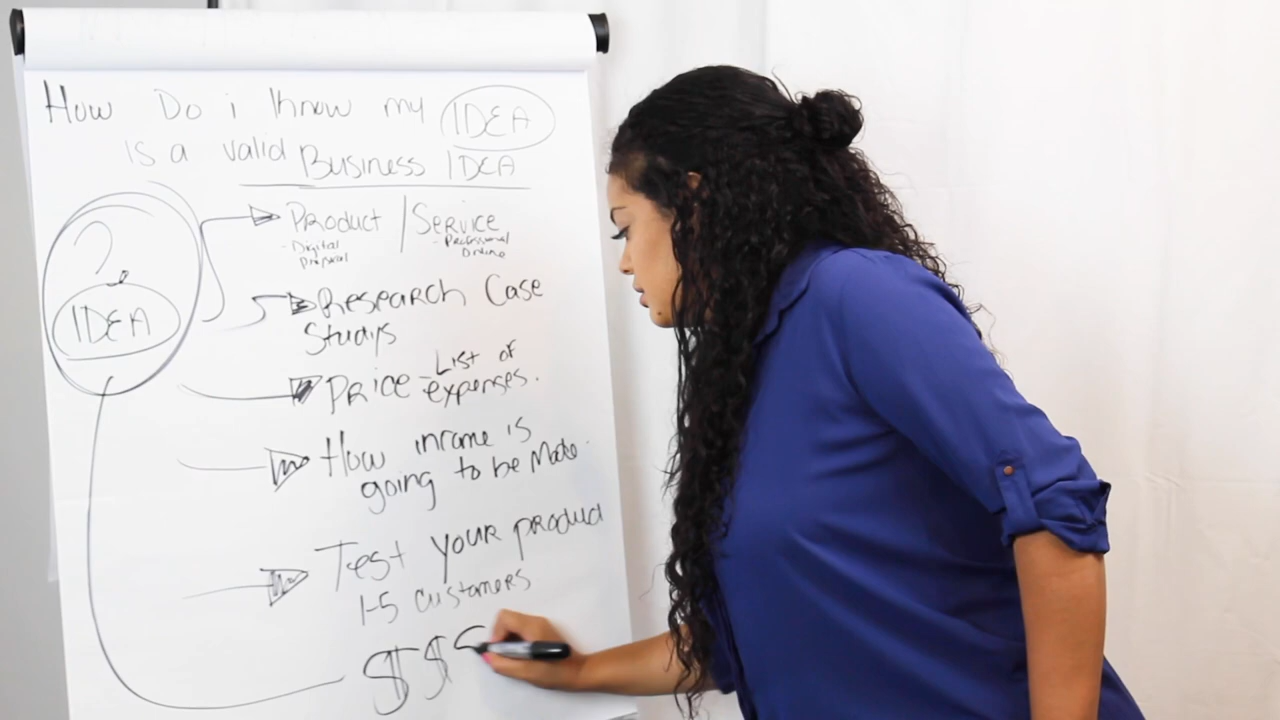 How Do i Know my IDEA
is a valid Business IDEA
?
IDEA
Product / Service
- Digital - Professional
Physical Online
Research Case
Studys
Price - List of
expenses.
How income is
going to be Made.
Test your product
1-5 customers
$$S